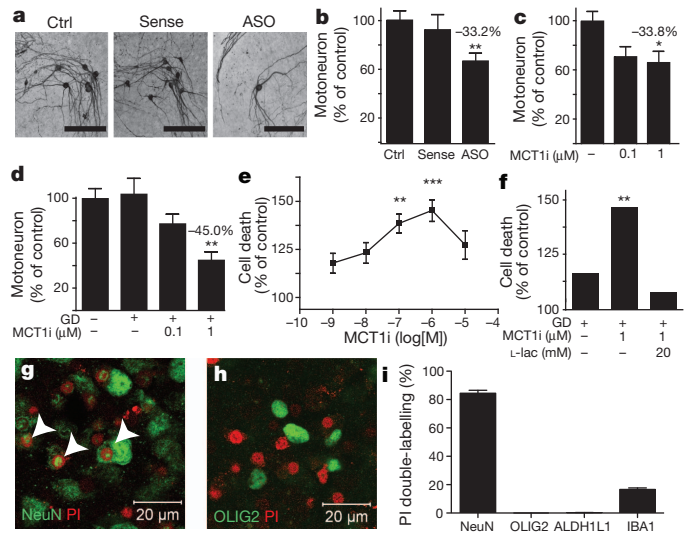 a
Ctrl Sense ASO
b
Motoneuron
(% of control)
100
60
20
–33.2%
**
Ctrl Sense ASO
c
Motoneuron
(% of control)
100
60
20
–33.8%
*
MCT1i (μM) – 0.1 1
d
Motoneuron
(% of control)
100
60
20
–45.0%
**
GD – + + +
MCT1i (μM) – – 0.1 1
e
Cell death
(% of control)
150
125
100
**
***
–10 –9 –8 –7 –6 –5 –4
MCT1i (log[M])
f
Cell death
(% of control)
150
125
100
**
GD + + +
MCT1i (μM) – 1 1
L-lac (mM) – – 20
g
NeuN PI
20 μm
h
OLIG2 PI
20 μm
i
PI double-labelling (%)
100
80
60
40
20
0
NeuN OLIG2 ALDH1L1 IBA1